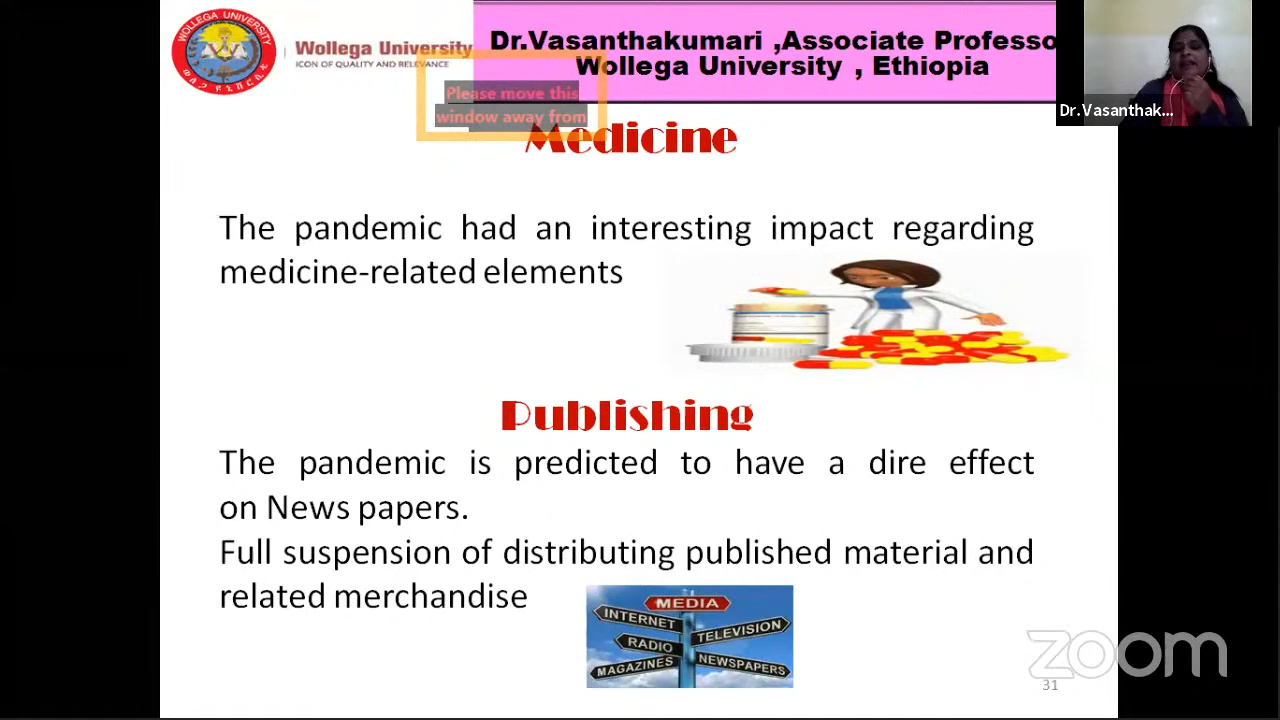 WOLLEGA UNIVERSITY
Wollega University
ICON OF QUALITY AND RELEVANCE
Dr.Vasanthakumari ,Associate Professo
Wollega University , Ethiopia
Dr.Vasanthak...
Please move this
window away from
Medicine
The pandemic had an interesting impact regarding
medicine-related elements
Publishing
The pandemic is predicted to have a dire effect
on News papers.
Full suspension of distributing published material and
related merchandise
MEDIA
INTERNET
TELEVISION
RADIO
MAGAZINES
NEWSPAPERS
zoom
31